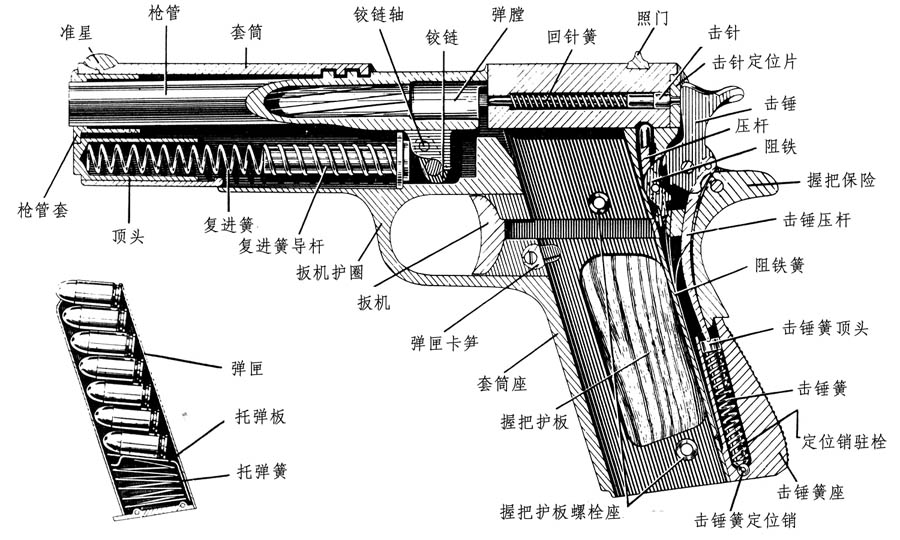 枪管
准星
套筒
铰链轴
铰链
弹膛
回针簧
照门
击针
击针定位片
击锤
压杆
阻铁
握把保险
枪管套
顶头
复进簧
复进簧导杆
扳机护圈
扳机
弹匣卡笋
套筒座
握把护板
击锤压杆
阻铁簧
击锤簧顶头
击锤簧
定位销驻栓
击锤簧座
击锤簧定位销
握把护板螺栓座
弹匣
托弹板
托弹簧